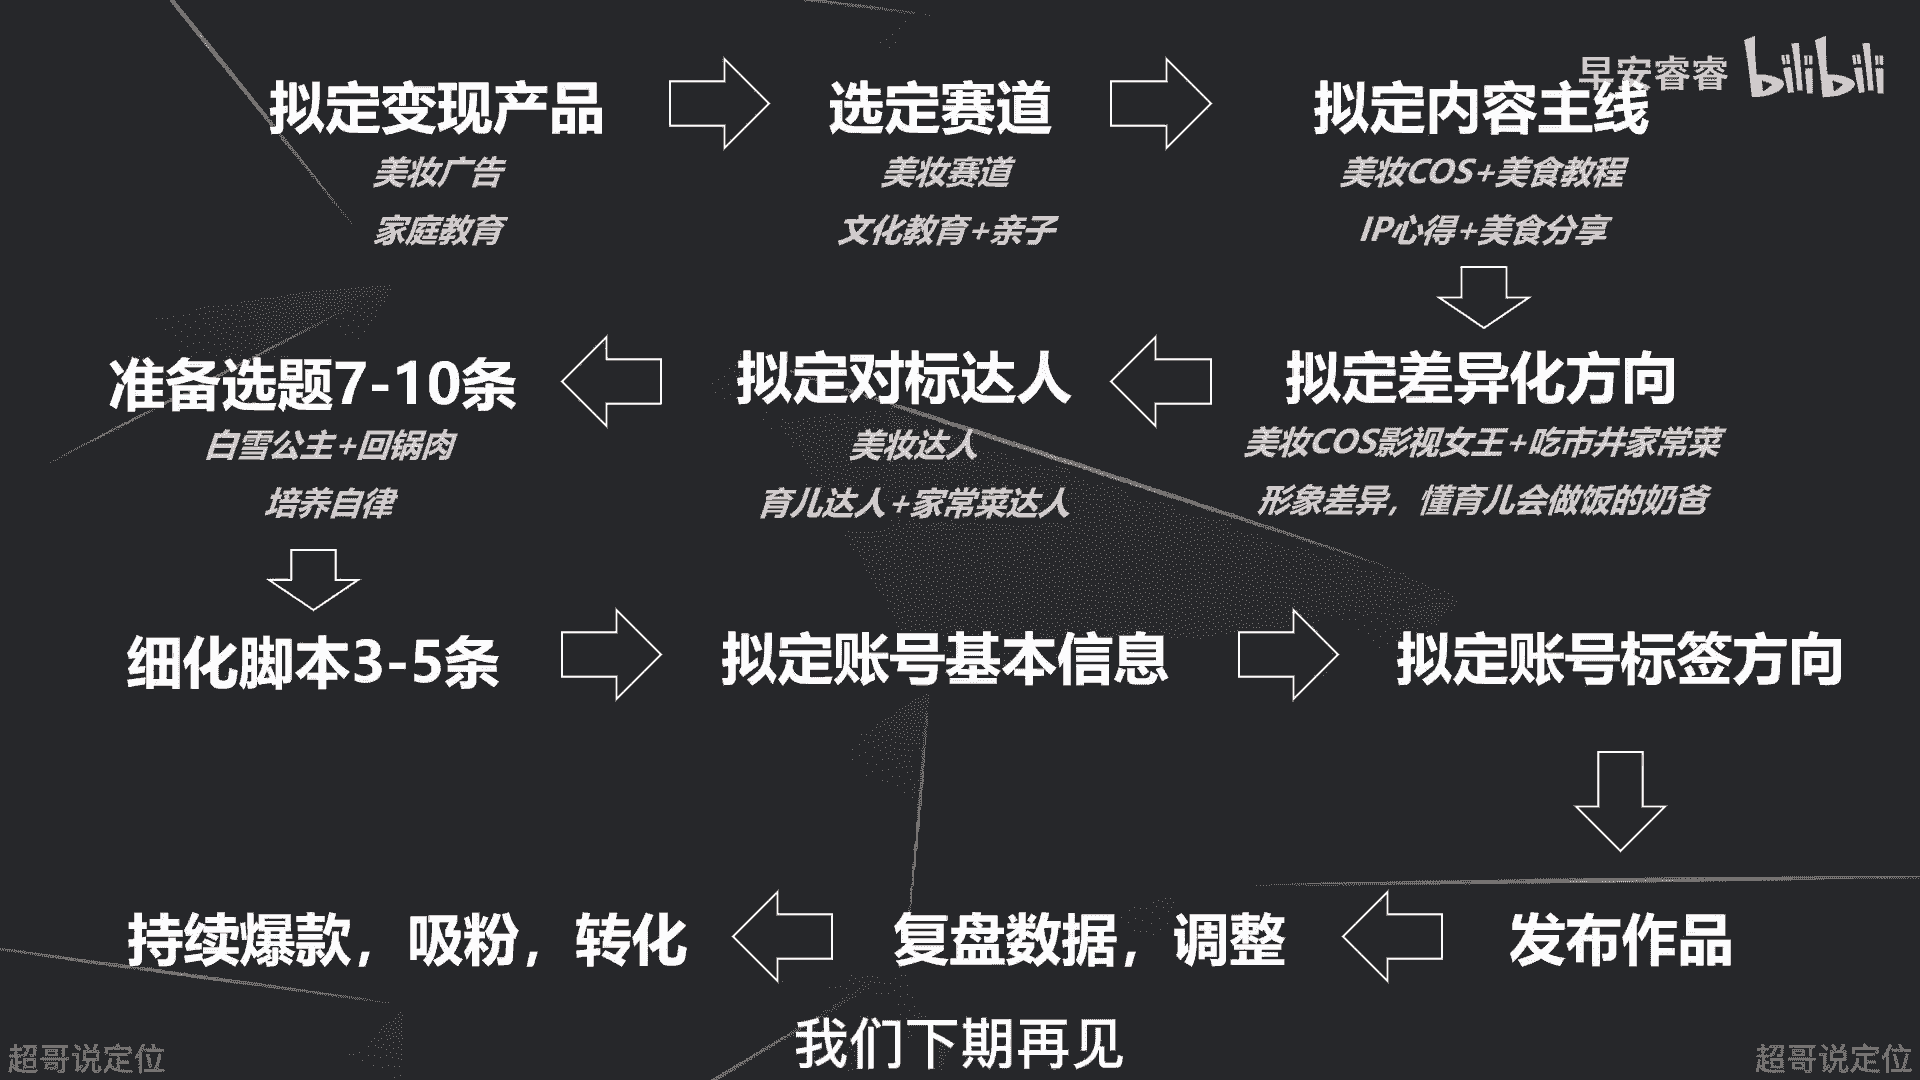 早安睿睿 bilibili
拟定变现产品
美妆广告
家庭教育
选定赛道
美妆赛道
文化教育+亲子
拟定内容主线
美妆COS+美食教程
IP心得+美食分享
拟定差异化方向
美妆COS影视女王+吃市井家常菜
形象差异，懂育儿会做饭的奶爸
拟定对标达人
美妆达人
育儿达人+家常菜达人
准备选题7-10条
白雪公主+回锅肉
培养自律
细化脚本3-5条
拟定账号基本信息
拟定账号标签方向
发布作品
复盘数据，调整
持续爆款，吸粉，转化
我们下期再见
超哥说定位
超哥说定位